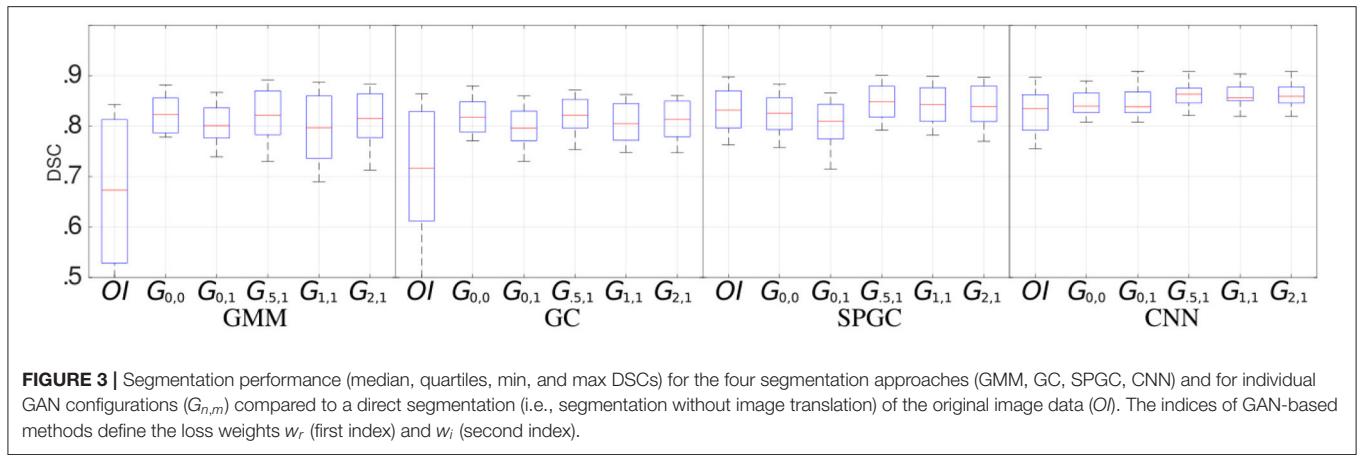 .9
.8
.7
.6
.5
DSC
OI G0,0 G0,1 G.5,1 G1,1 G2,1 OI G0,0 G0,1 G.5,1 G1,1 G2,1 OI G0,0 G0,1 G.5,1 G1,1 G2,1 OI G0,0 G0,1 G.5,1 G1,1 G2,1
GMM GC SPGC CNN
FIGURE 3 | Segmentation performance (median, quartiles, min, and max DSCs) for the four segmentation approaches (GMM, GC, SPGC, CNN) and for individual
GAN configurations (Gn,m) compared to a direct segmentation (i.e., segmentation without image translation) of the original image data (OI). The indices of GAN-based
methods define the loss weights wr (first index) and wi (second index).